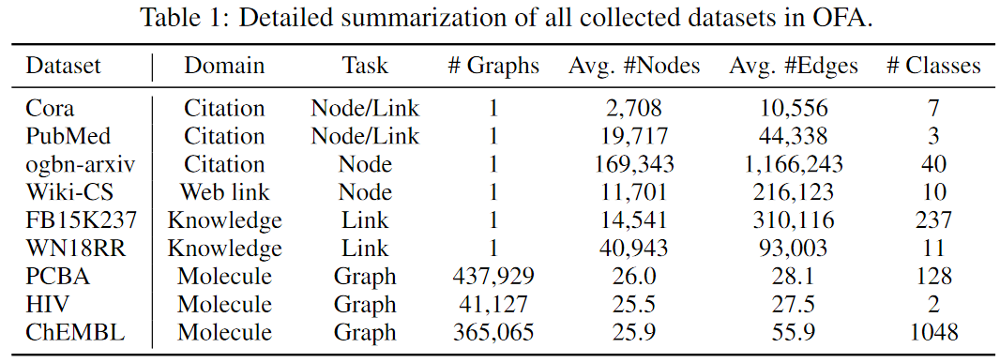 Table 1: Detailed summarization of all collected datasets in OFA.
Dataset Domain Task # Graphs Avg. #Nodes Avg. #Edges # Classes
Cora Citation Node/Link 1 2,708 10,556 7
PubMed Citation Node/Link 1 19,717 44,338 3
ogbn-arxiv Citation Node 1 169,343 1,166,243 40
Wiki-CS Web link Node 1 11,701 216,123 10
FB15K237 Knowledge Link 1 14,541 310,116 237
WN18RR Knowledge Link 1 40,943 93,003 11
PCBA Molecule Graph 437,929 26.0 28.1 128
HIV Molecule Graph 41,127 25.5 27.5 2
ChEMBL Molecule Graph 365,065 25.9 55.9 1048